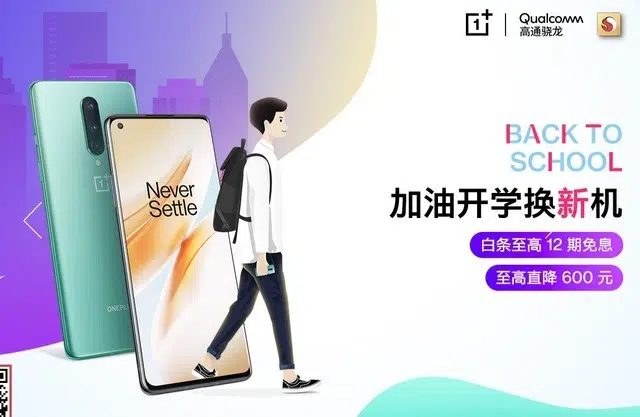 1+
Qualcomm
高通骁龙
BACK TO
SCHOOL
加油开学换新机
白条至高 12 期免息
至高直降 600 元
Never
Settle
1+